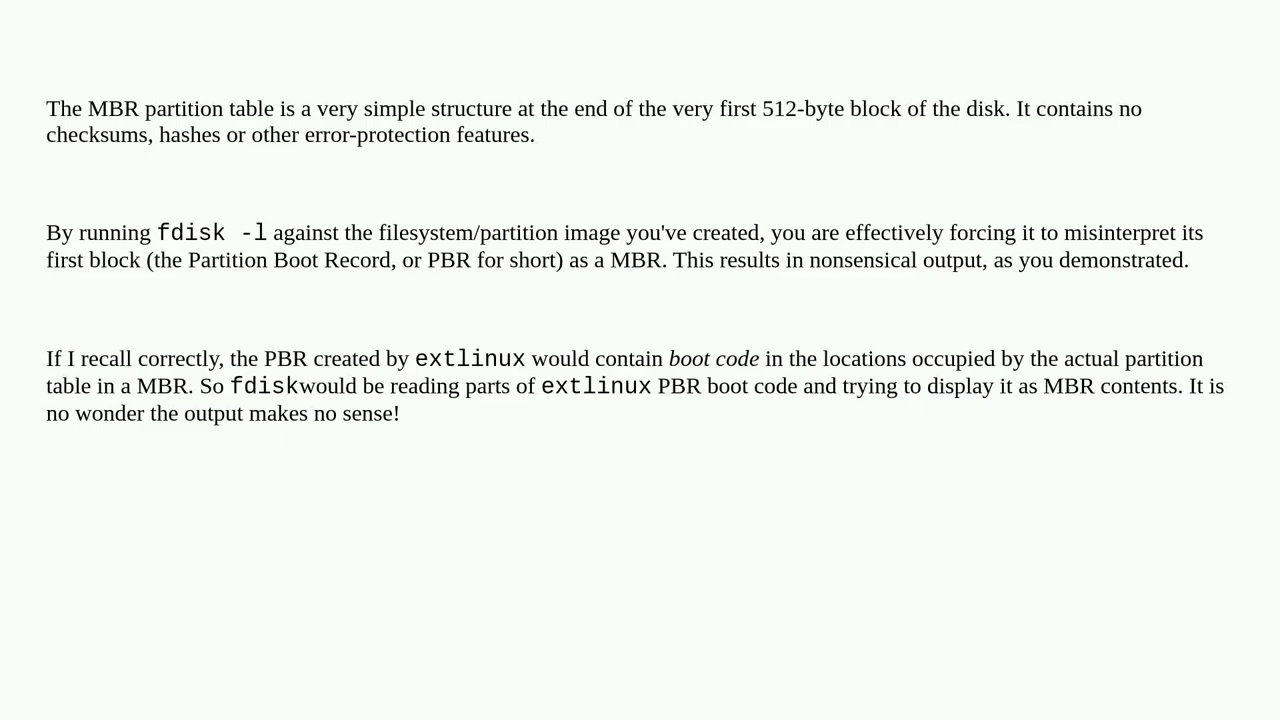 The MBR partition table is a very simple structure at the end of the very first 512-byte block of the disk. It contains no
checksums, hashes or other error-protection features.
By running fdisk -l against the filesystem/partition image you've created, you are effectively forcing it to misinterpret its
first block (the Partition Boot Record, or PBR for short) as a MBR. This results in nonsensical output, as you demonstrated.
If I recall correctly, the PBR created by extlinux would contain boot code in the locations occupied by the actual partition
table in a MBR. So fdiskwould be reading parts of extlinux PBR boot code and trying to display it as MBR contents. It is
no wonder the output makes no sense!